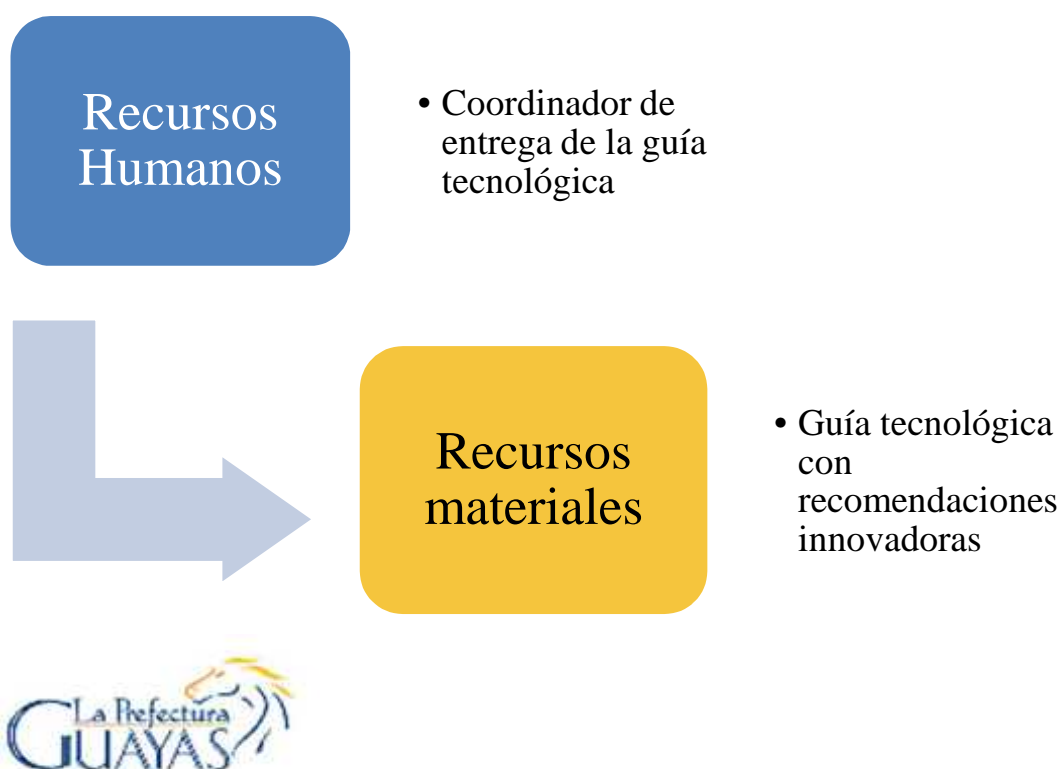 Recursos
Humanos
• Coordinador de
entrega de la guía
tecnológica
Recursos
materiales
• Guía tecnológica
con
recomendaciones
innovadoras
La Prefectura
GUAYAS